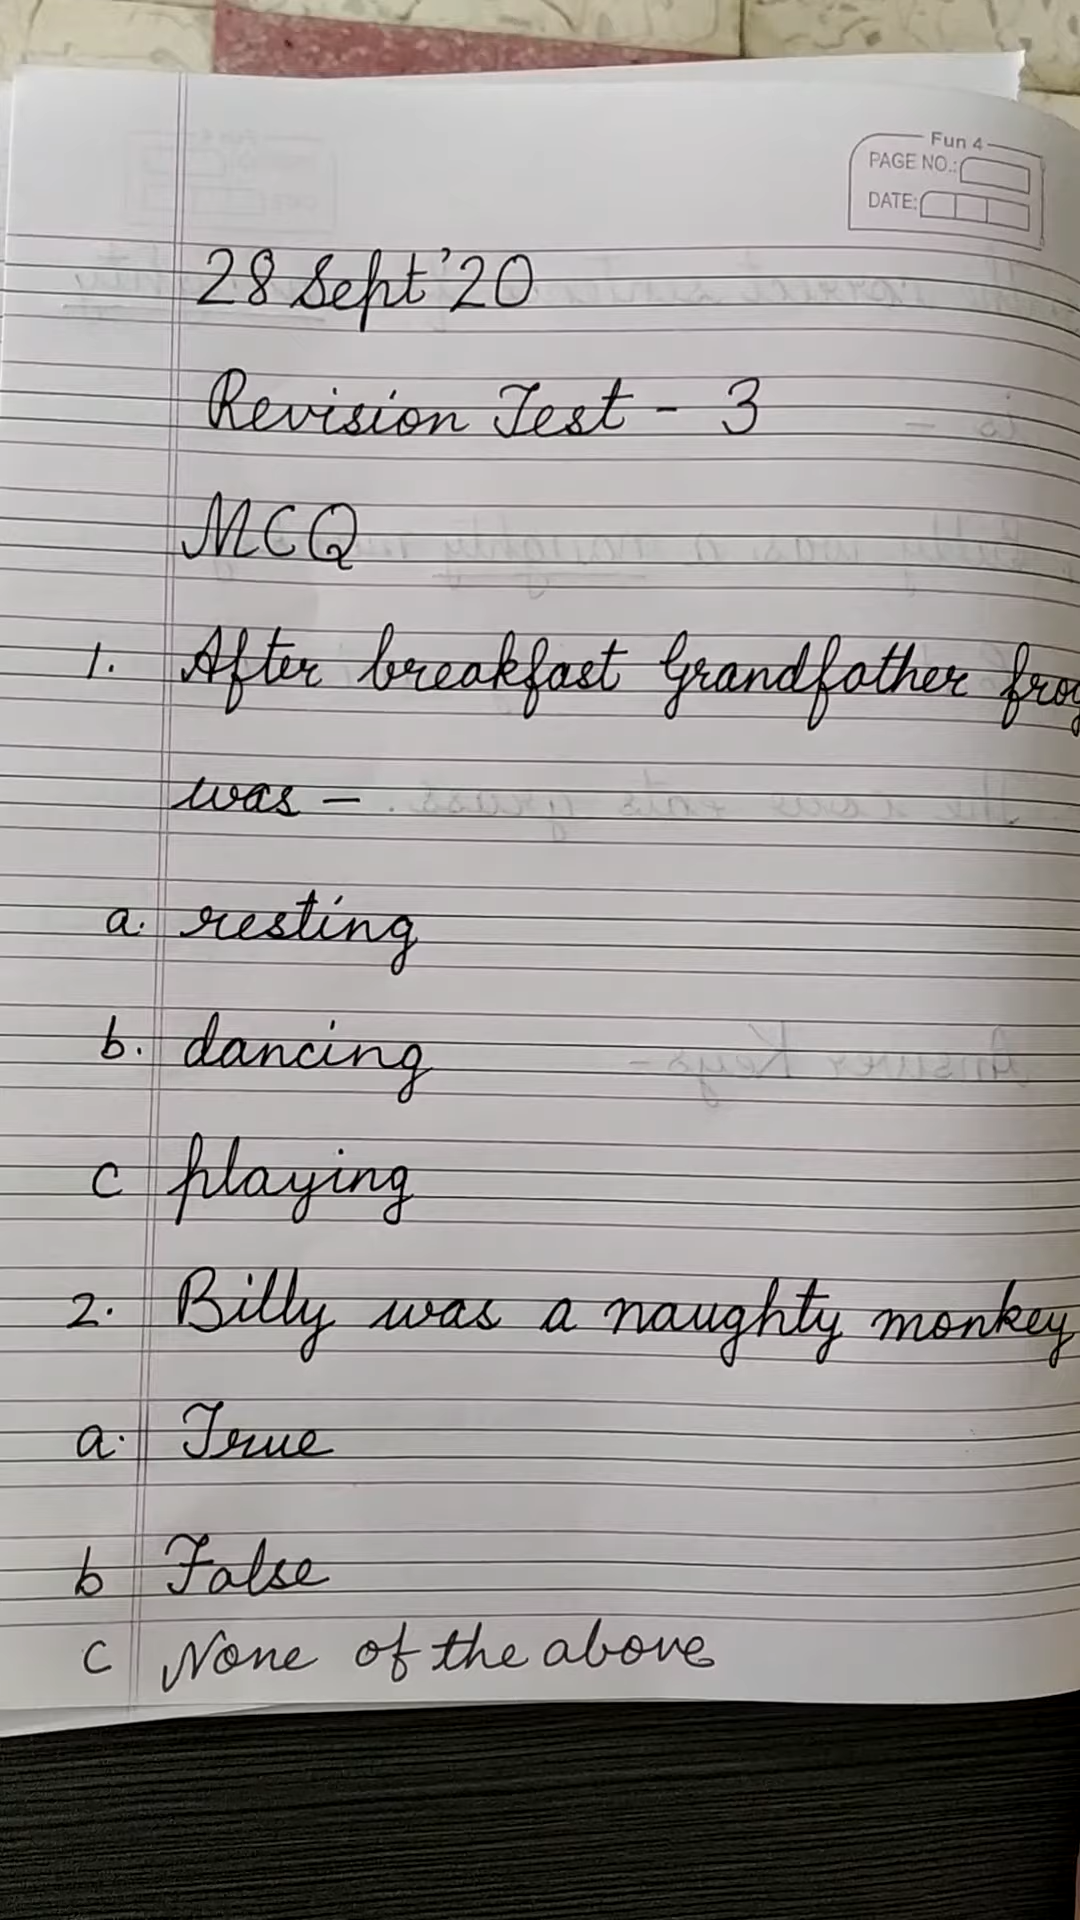 Fun 4
PAGE NO.:
DATE:
28 Sept '20
Revision Test - 3
MCQ
1. After breakfast Grandfather frog
was –
a. resting
b. dancing
c playing
2. Billy was a naughty monkey
a. True
b False
c None of the above